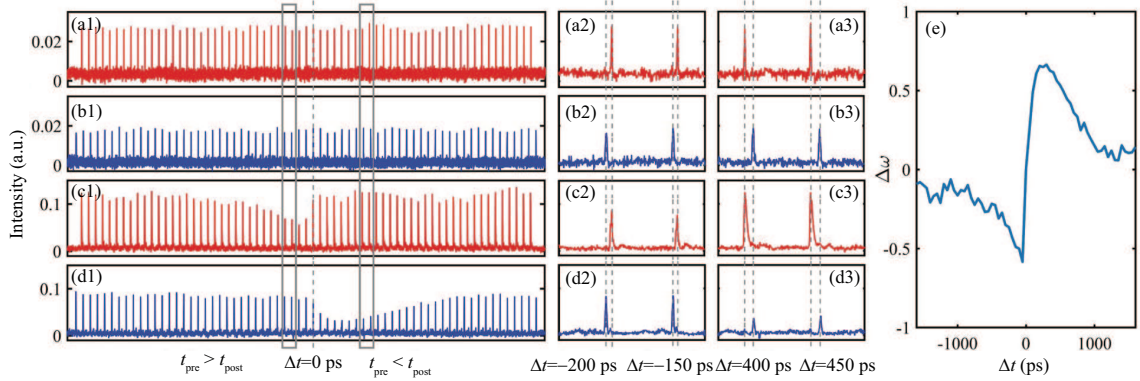 (a1)
0.02
0
(b1)
0.02
0
(c1)
0.1
0
(d1)
0.1
0
Intensity (a.u.)
t_pre > t_post
Δt=0 ps
t_pre < t_post
(a2)
(b2)
(c2)
(d2)
Δt=−200 ps
Δt=−150 ps
(a3)
(b3)
(c3)
(d3)
Δt=400 ps
Δt=450 ps
(e)
1
0.5
0
-0.5
-1
Δω
-1000
0
1000
Δt (ps)